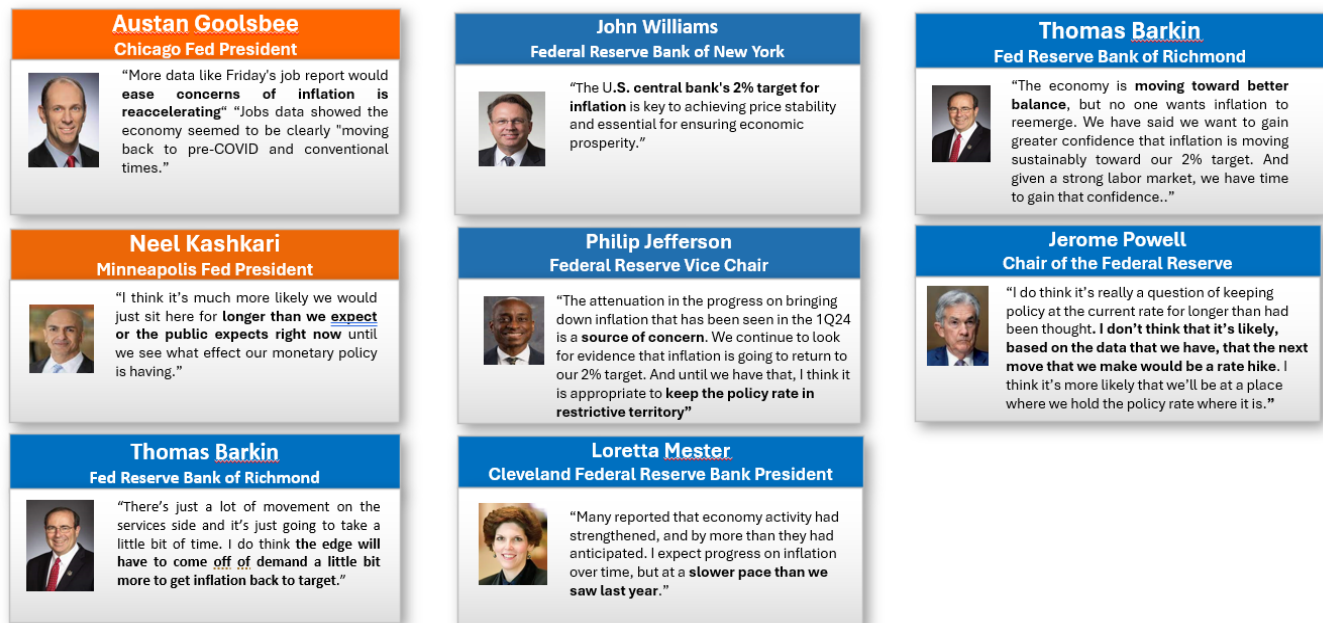 Austan Goolsbee
Chicago Fed President
“More data like Friday's job report would
ease concerns of inflation is
reaccelerating“ “Jobs data showed the
economy seemed to be clearly "moving
back to pre-COVID and conventional
times.”
John Williams
Federal Reserve Bank of New York
“The U.S. central bank's 2% target for
inflation is key to achieving price stability
and essential for ensuring economic
prosperity.”
Thomas Barkin
Fed Reserve Bank of Richmond
“The economy is moving toward better
balance, but no one wants inflation to
reemerge. We have said we want to gain
greater confidence that inflation is moving
sustainably toward our 2% target. And
given a strong labor market, we have time
to gain that confidence..”
Neel Kashkari
Minneapolis Fed President
“I think it’s much more likely we would
just sit here for longer than we expect
or the public expects right now until
we see what effect our monetary policy
is having.”
Philip Jefferson
Federal Reserve Vice Chair
“The attenuation in the progress on bringing
down inflation that has been seen in the 1Q24
is a source of concern. We continue to look
for evidence that inflation is going to return to
our 2% target. And until we have that, I think it
is appropriate to keep the policy rate in
restrictive territory”
Jerome Powell
Chair of the Federal Reserve
“I do think it’s really a question of keeping
policy at the current rate for longer than had
been thought. I don’t think that it’s likely,
based on the data that we have, that the next
move that we make would be a rate hike. I
think it’s more likely that we’ll be at a place
where we hold the policy rate where it is.”
Thomas Barkin
Fed Reserve Bank of Richmond
“There’s just a lot of movement on the
services side and it’s just going to take a
little bit of time. I do think the edge will
have to come off of demand a little bit
more to get inflation back to target.”
Loretta Mester
Cleveland Federal Reserve Bank President
“Many reported that economy activity had
strengthened, and by more than they had
anticipated. I expect progress on inflation
over time, but at a slower pace than we
saw last year.”